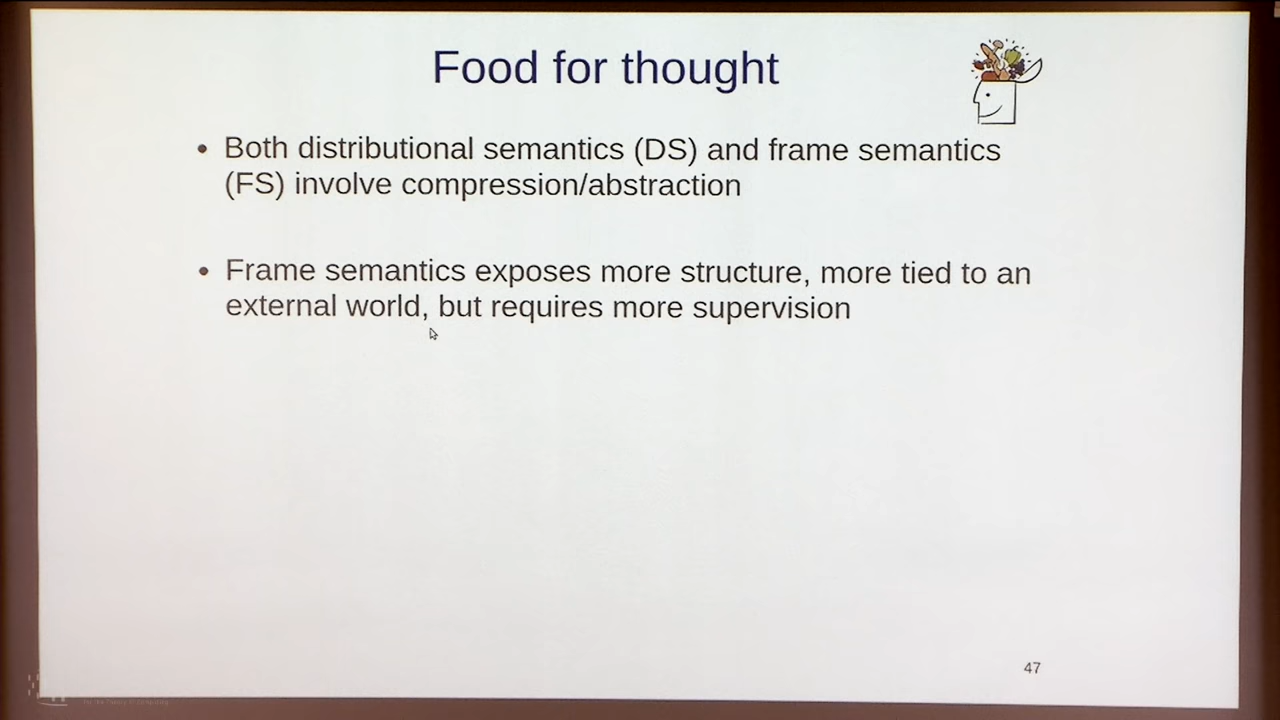 Food for thought
• Both distributional semantics (DS) and frame semantics
(FS) involve compression/abstraction
• Frame semantics exposes more structure, more tied to an
external world, but requires more supervision
47